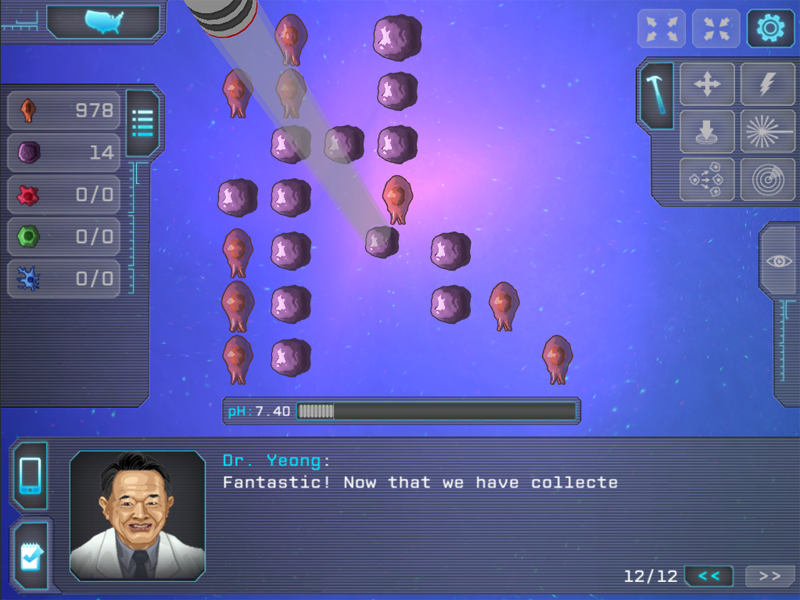 978
14
0/0
0/0
0/0
pH: 7.40
Dr. Yeong:
Fantastic! Now that we have collecte
12/12 << >>